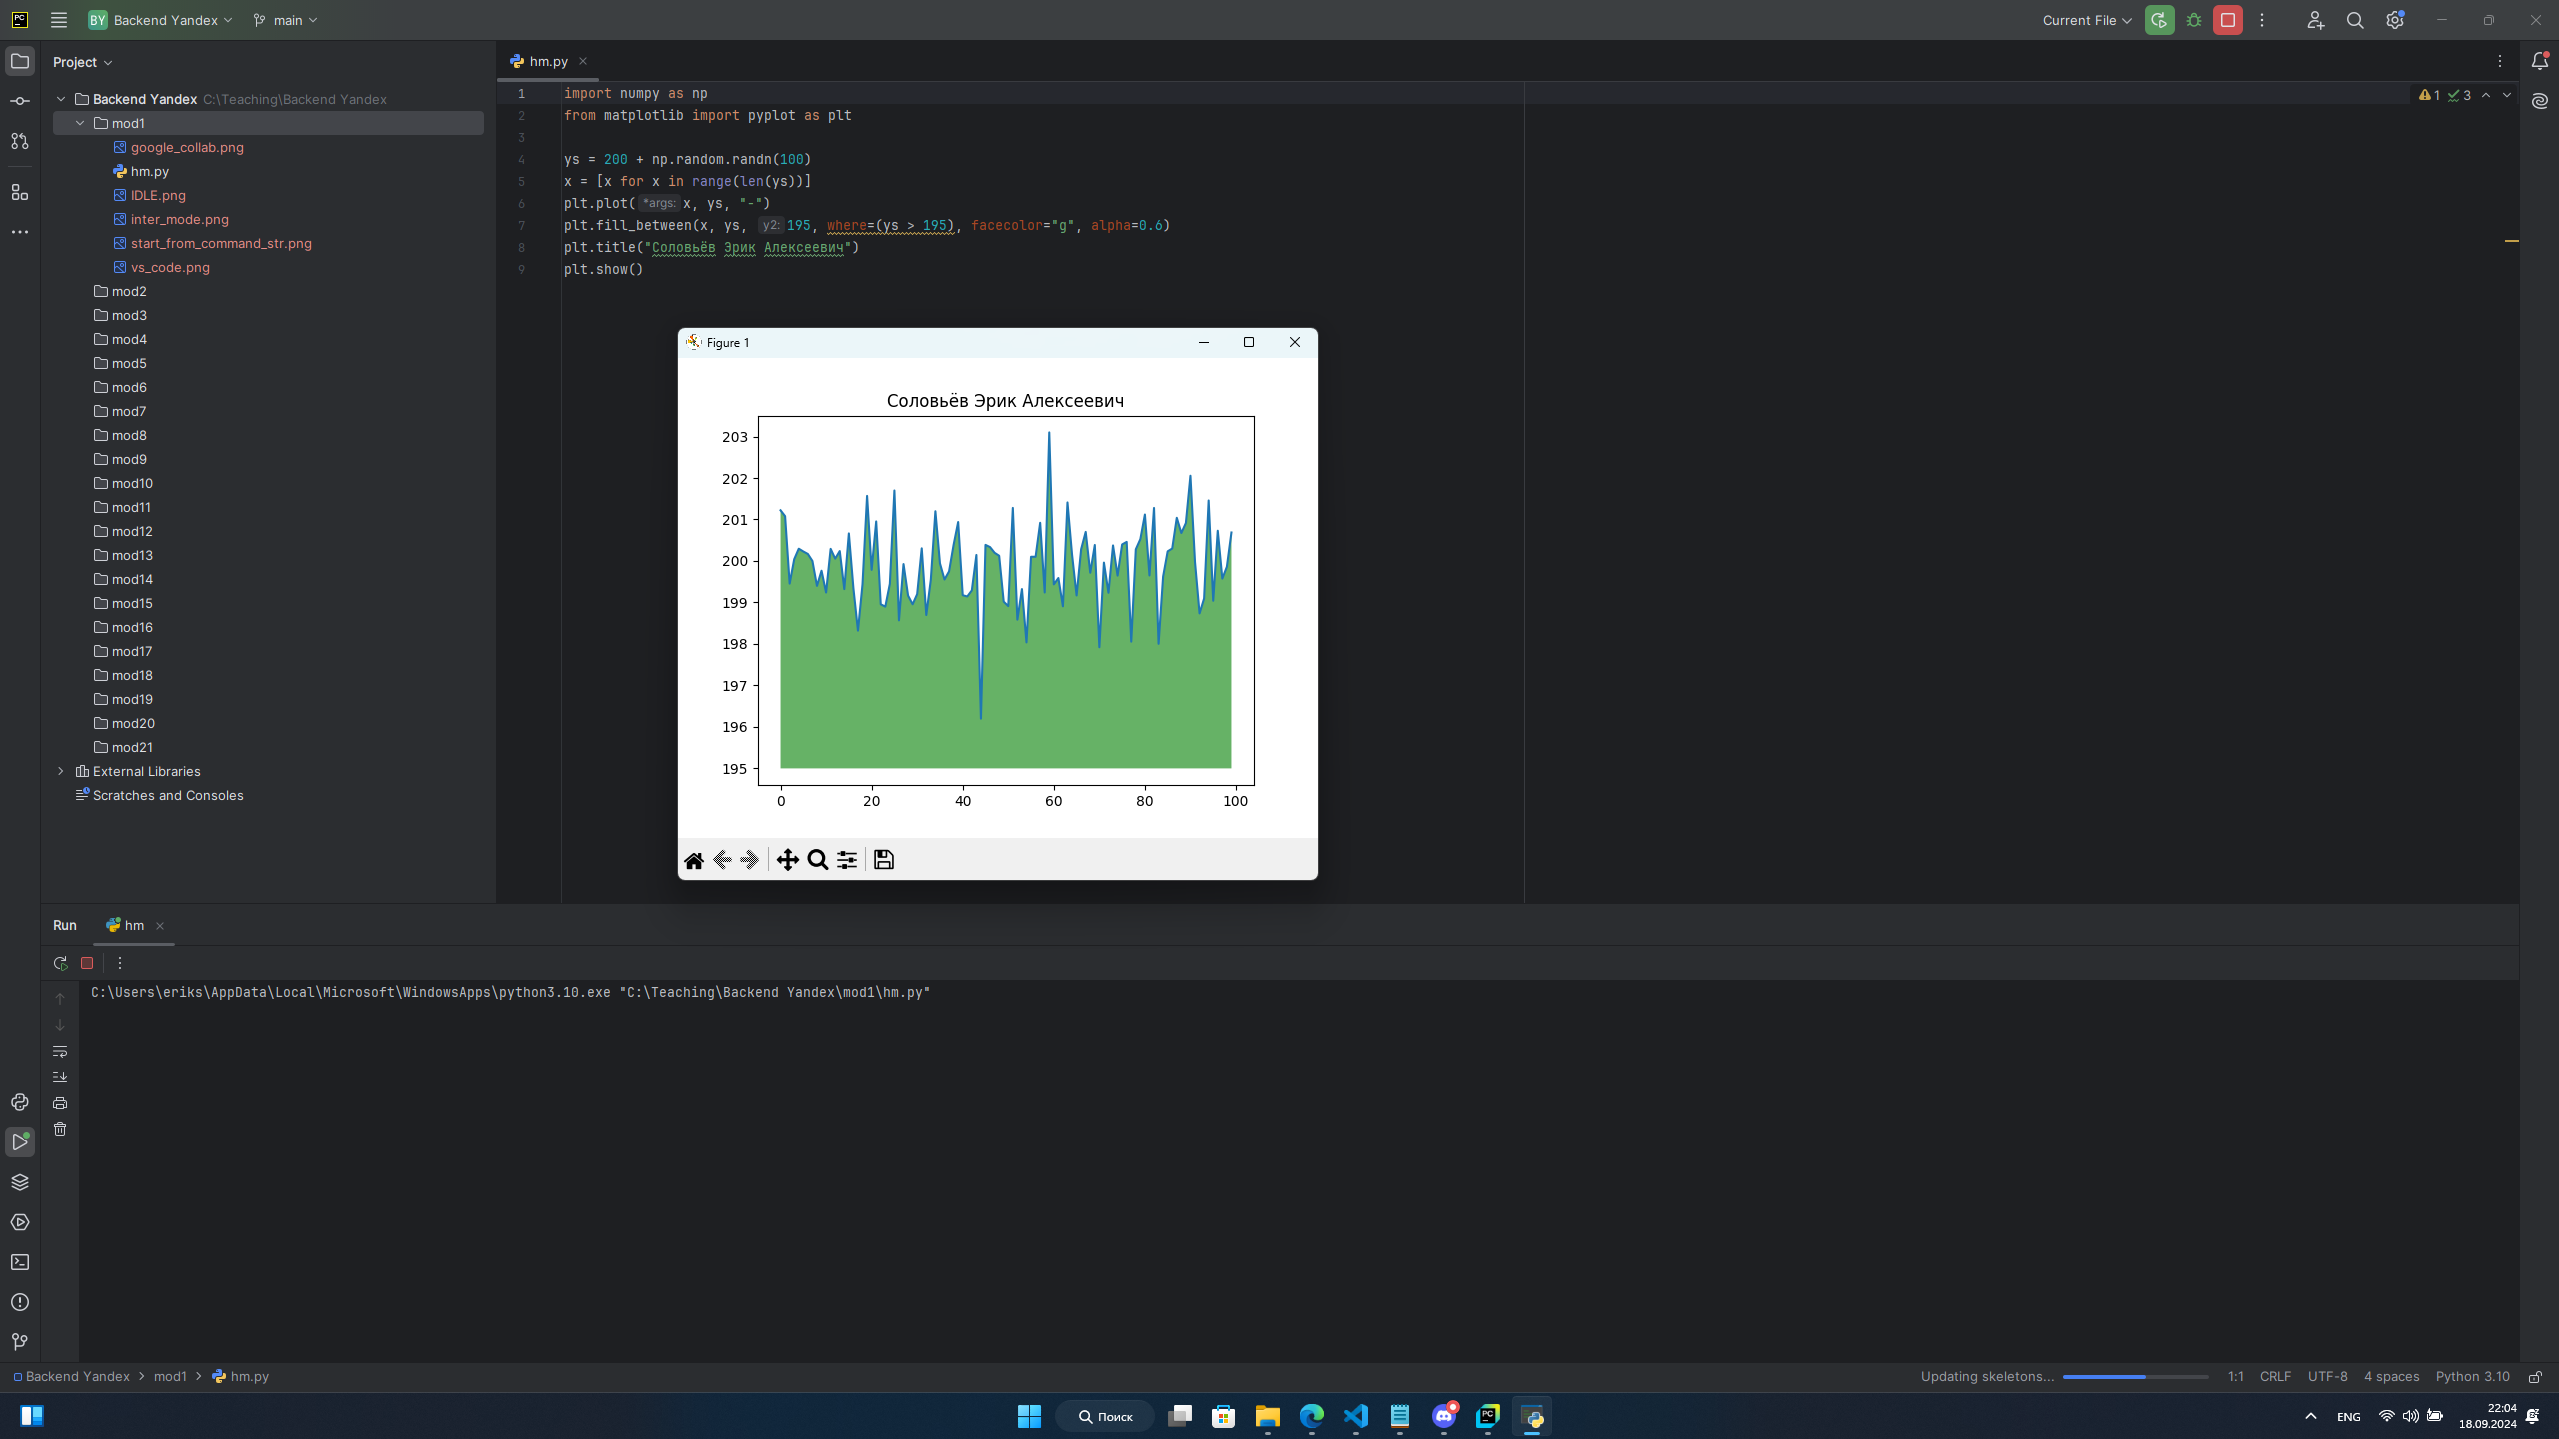 PC
BY Backend Yandex main
Current File
Project
Backend Yandex C:\Teaching\Backend Yandex
mod1
google_collab.png
hm.py
IDLE.png
inter_mode.png
start_from_command_str.png
vs_code.png
mod2
mod3
mod4
mod5
mod6
mod7
mod8
mod9
mod10
mod11
mod12
mod13
mod14
mod15
mod16
mod17
mod18
mod19
mod20
mod21
External Libraries
Scratches and Consoles
hm.py
1 import numpy as np
2 from matplotlib import pyplot as plt
3
4 ys = 200 + np.random.randn(100)
5 x = [x for x in range(len(ys))]
6 plt.plot( *args: x, ys, "-")
7 plt.fill_between(x, ys, y2: 195, where=(ys > 195), facecolor="g", alpha=0.6)
8 plt.title("Соловьёв Эрик Алексеевич")
9 plt.show()
1 3
Figure 1
Соловьёв Эрик Алексеевич
203
202
201
200
199
198
197
196
195
0 20 40 60 80 100
Run hm
C:\Users\eriks\AppData\Local\Microsoft\WindowsApps\python3.10.exe "C:\Teaching\Backend Yandex\mod1\hm.py"
Backend Yandex > mod1 > hm.py
Updating skeletons... 1:1 CRLF UTF-8 4 spaces Python 3.10
Поиск
PC
ENG
22:04
18.09.2024